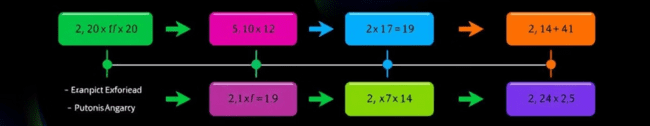 2, 20 x ff x 20
5. 10 x 12
2 x 17 = 19
2, 14 + 41
- Eranpict Exforiead
- Putonis Angarcy
2,1xf = 1.9
2, x7 x 14
2, 24 x 2,5